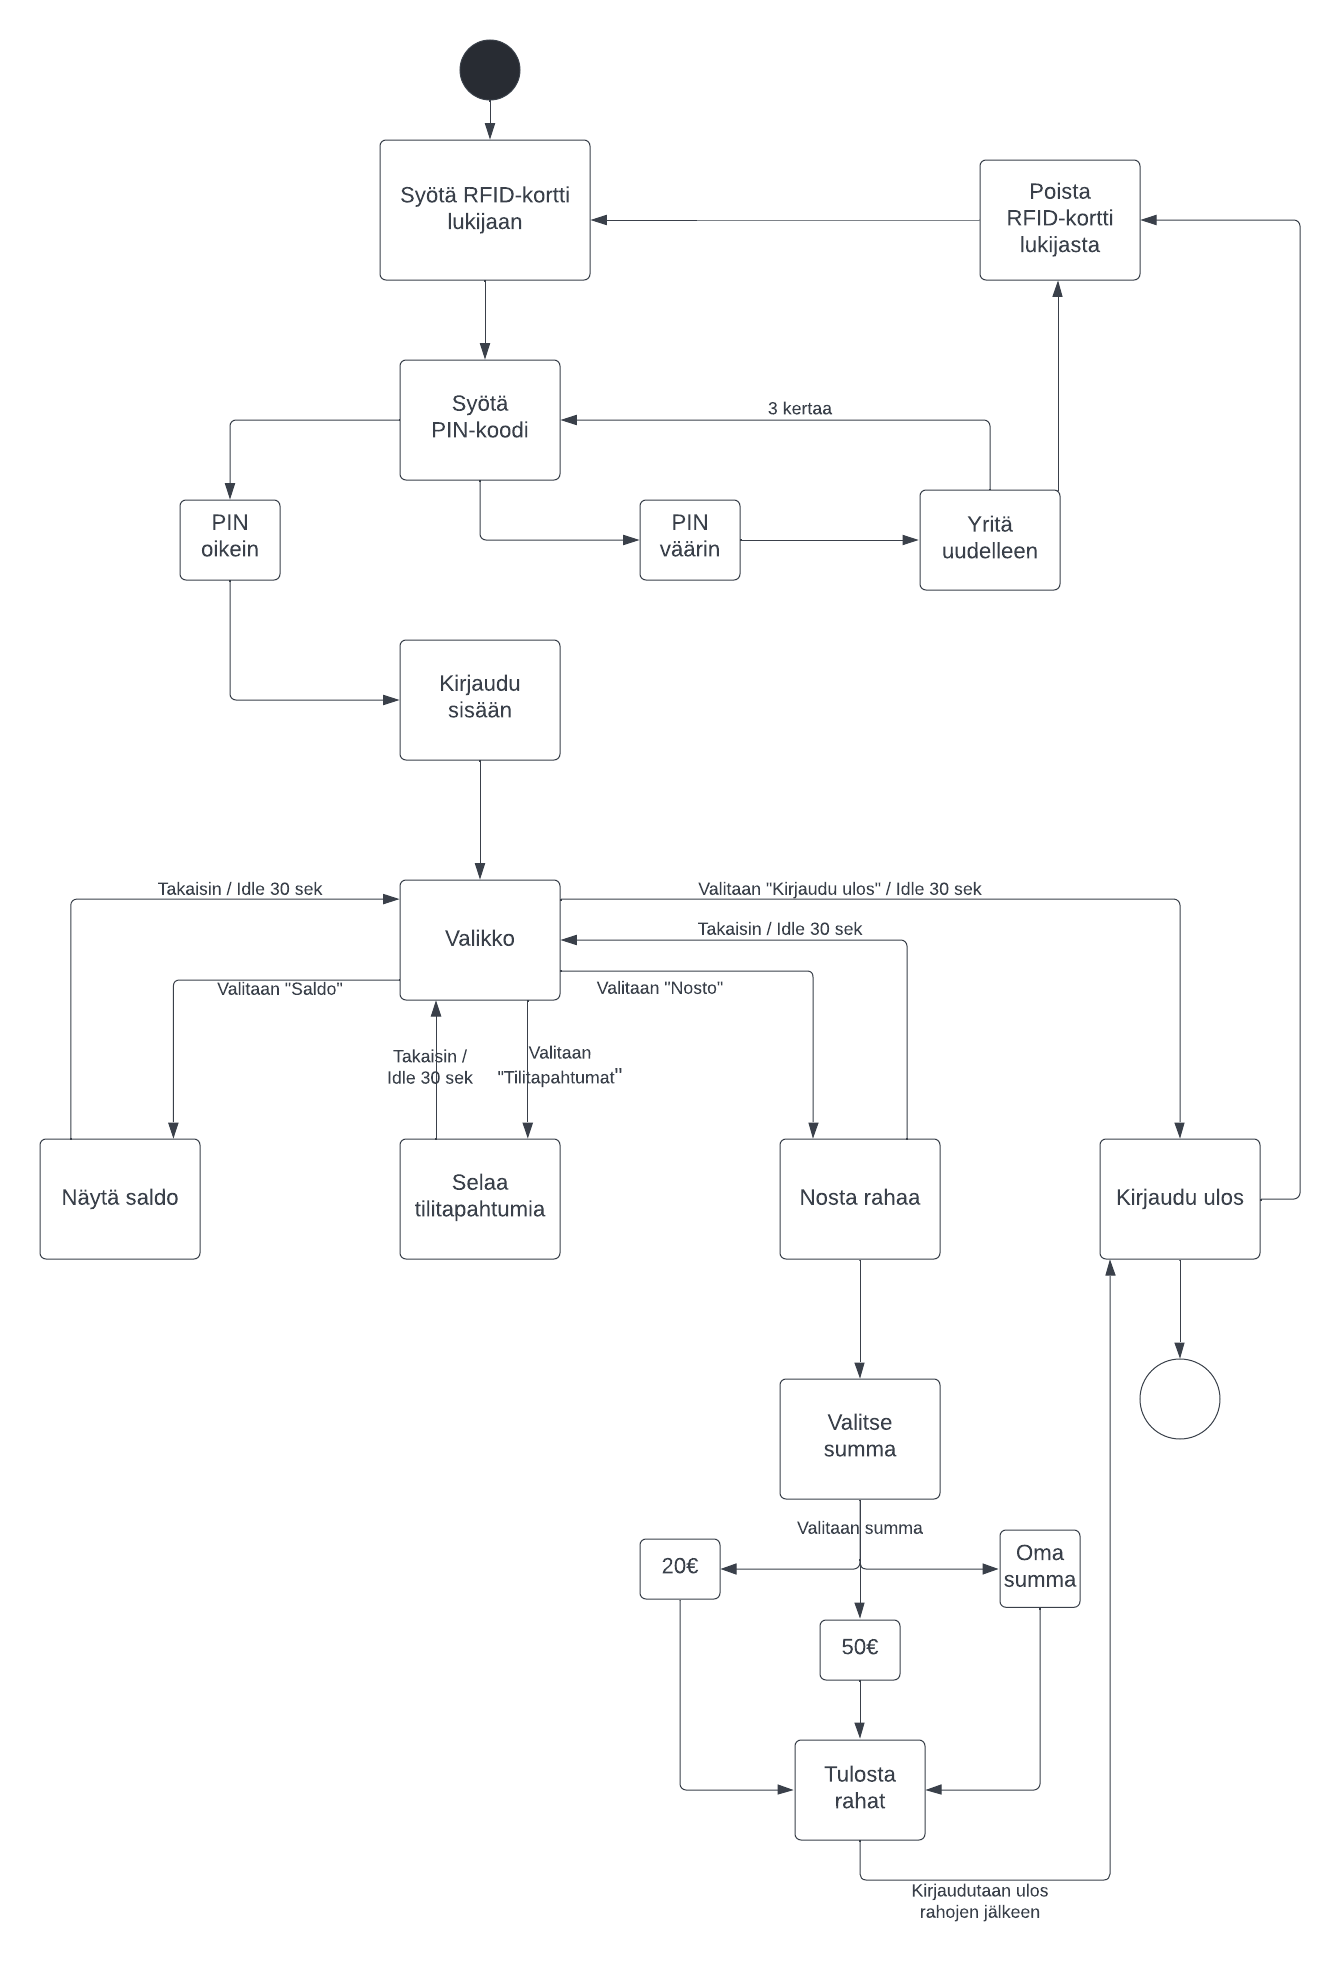 Syötä RFID-kortti
lukijaan
Poista
RFID-kortti
lukijasta
Syötä
PIN-koodi
3 kertaa
PIN
oikein
PIN
väärin
Yritä
uudelleen
Kirjaudu
sisään
Takaisin / Idle 30 sek
Valikko
Valitaan "Kirjaudu ulos" / Idle 30 sek
Takaisin / Idle 30 sek
Valitaan "Saldo"
Valitaan "Nosto"
Takaisin /
Idle 30 sek
Valitaan
"Tilitapahtumat"
Näytä saldo
Selaa
tilitapahtumia
Nosta rahaa
Kirjaudu ulos
Valitse
summa
Valitaan summa
20€
Oma
summa
50€
Tulosta
rahat
Kirjaudutaan ulos
rahojen jälkeen